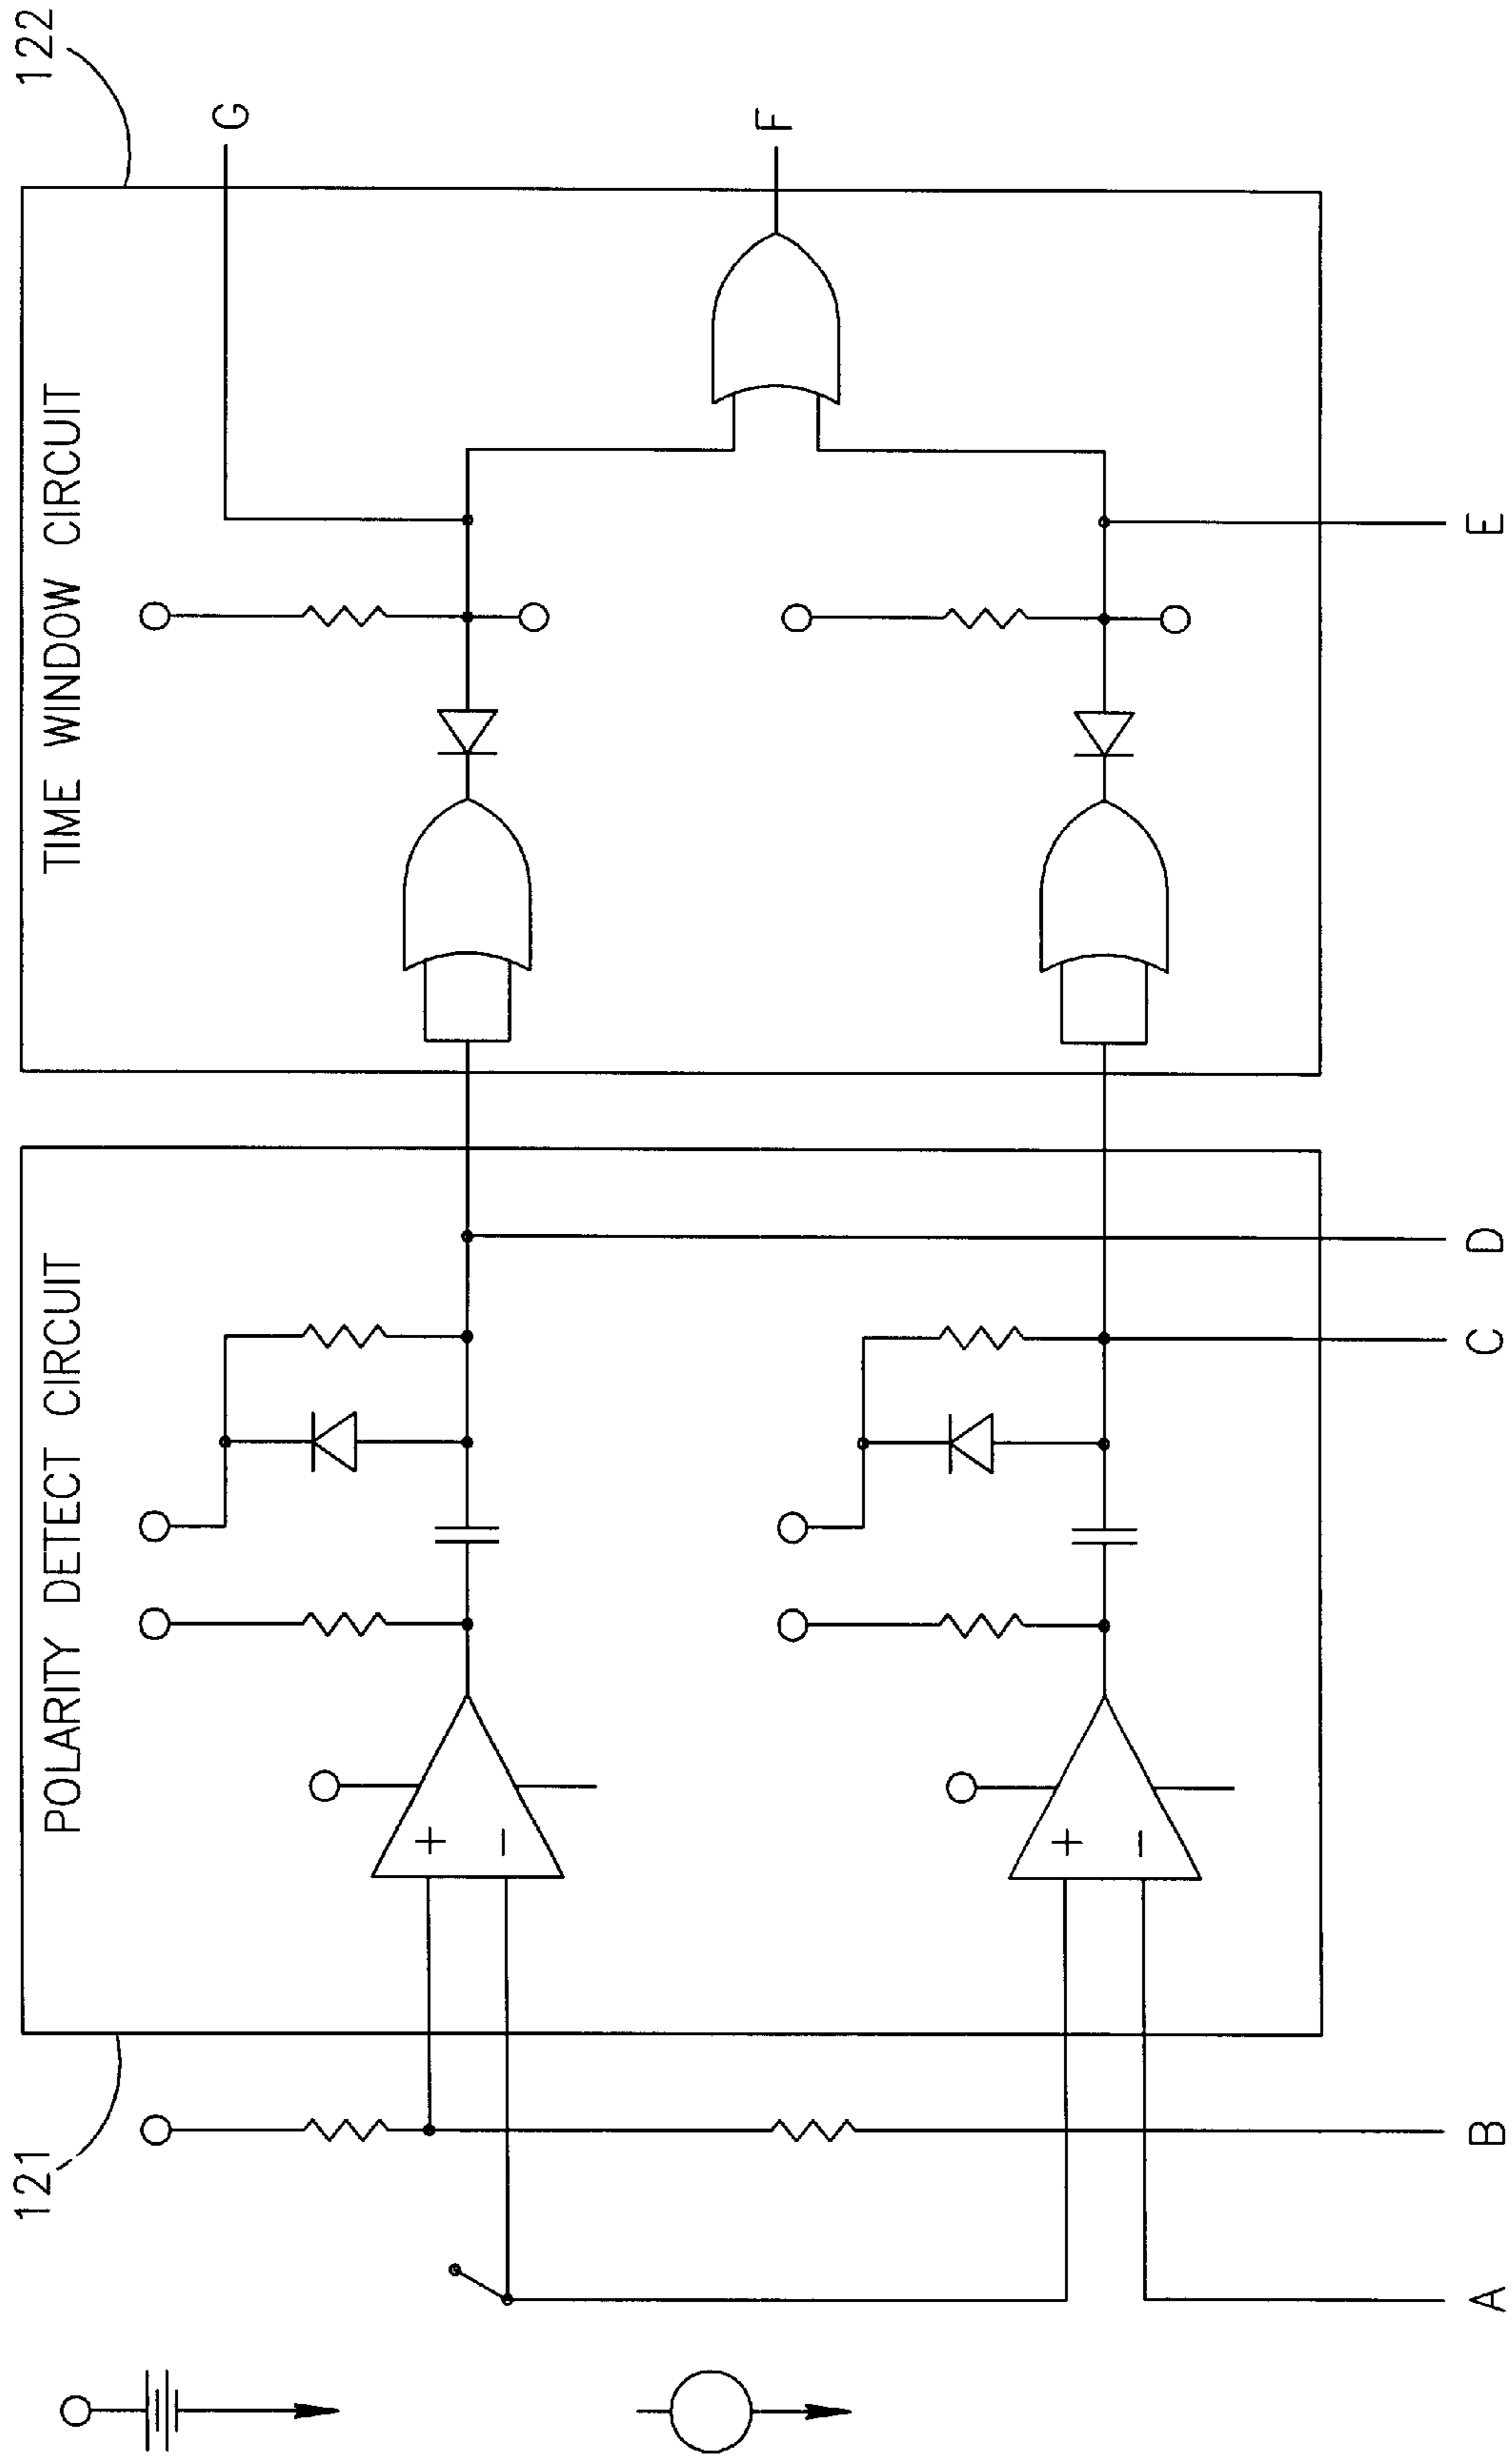 121
POLARITY DETECT CIRCUIT
TIME WINDOW CIRCUIT
122
G
F
+
−
+
−
A
B
C
D
E